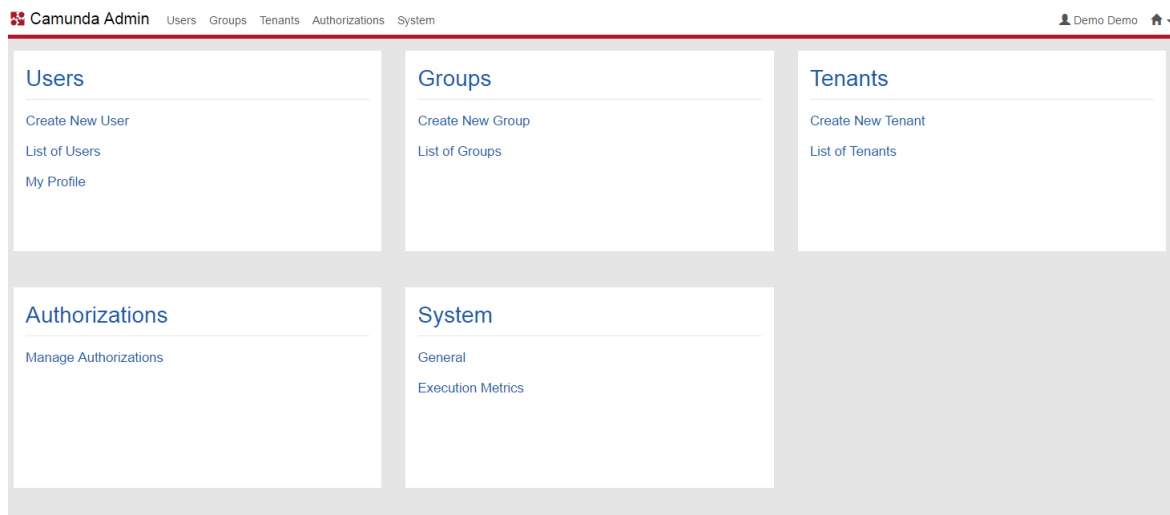 Camunda Admin Users Groups Tenants Authorizations System Demo Demo
Users
Create New User
List of Users
My Profile
Groups
Create New Group
List of Groups
Tenants
Create New Tenant
List of Tenants
Authorizations
Manage Authorizations
System
General
Execution Metrics